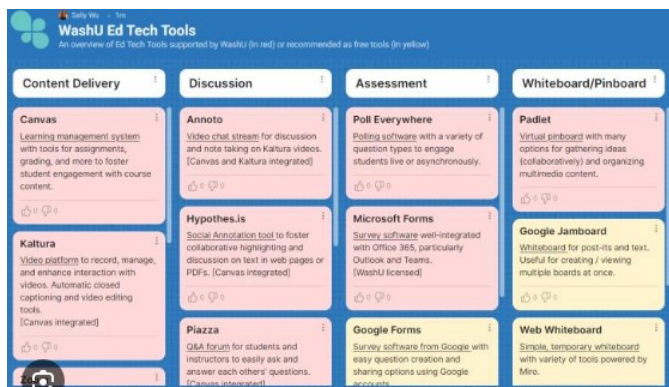 Sally Wu · 1m
WashU Ed Tech Tools
An overview of Ed Tech Tools supported by WashU (in red) or recommended as free tools (in yellow)
Content Delivery
Canvas
Learning management system
with tools for assignments,
grading, and more to foster
student engagement with course
content.
0 0
Kaltura
Video platform to record, manage,
and enhance interaction with
videos. Automatic closed
captioning and video editing
tools.
[Canvas integrated]
0 0
Discussion
Annoto
Video chat stream for discussion
and note taking on Kaltura videos.
[Canvas and Kaltura integrated]
0 0
Hypothes.is
Social Annotation tool to foster
collaborative highlighting and
discussion on text in web pages or
PDFs. [Canvas integrated]
0 0
Piazza
Q&A forum for students and
instructors to easily ask and
answer each others' questions.
[Canvas integrated]
Assessment
Poll Everywhere
Polling software with a variety of
question types to engage
students live or asynchronously.
0 0
Microsoft Forms
Survey software well-integrated
with Office 365, particularly
Outlook and Teams.
[WashU licensed]
0 0
Google Forms
Survey software from Google with
easy question creation and
sharing options using Google
accounts.
Whiteboard/Pinboard
Padlet
Virtual pinboard with many
options for gathering ideas
(collaboratively) and organizing
multimedia content.
0 0
Google Jamboard
Whiteboard for post-its and text.
Useful for creating / viewing
multiple boards at once.
0 0
Web Whiteboard
Simple, temporary whiteboard
with variety of tools powered by
Miro.